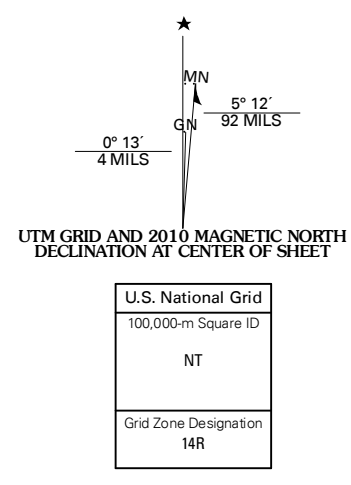 MN
5° 12´
92 MILS
GN
0° 13´
4 MILS
UTM GRID AND 2010 MAGNETIC NORTH
DECLINATION AT CENTER OF SHEET
U.S. National Grid
100,000-m Square ID
NT
Grid Zone Designation
14R